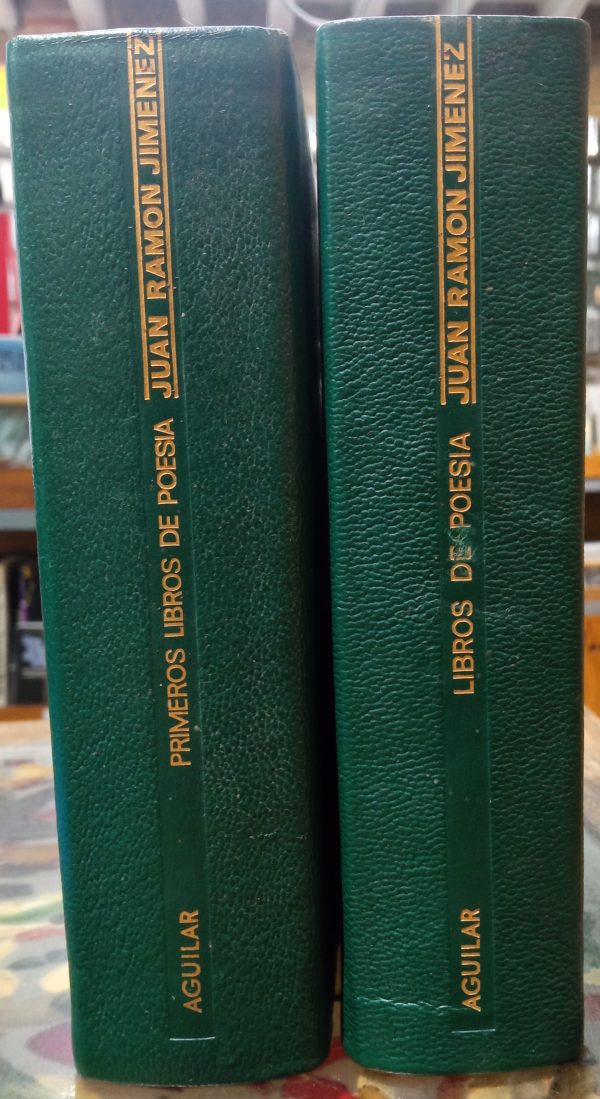 JUAN RAMON JIMENEZ
PRIMEROS LIBROS DE POESIA
AGUILAR
JUAN RAMON JIMENEZ
LIBROS DE POESIA
AGUILAR